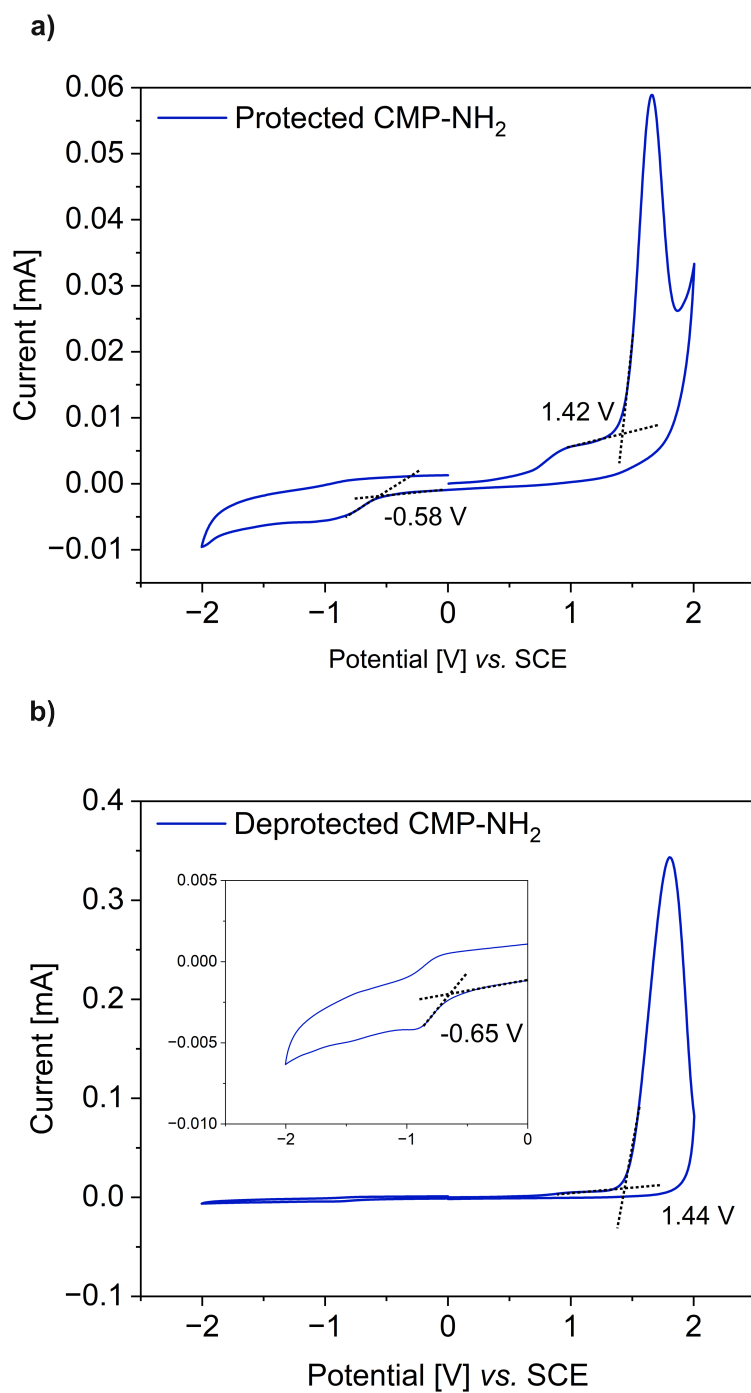 a)
Protected CMP-NH₂
0.06
0.05
0.04
0.03
0.02
0.01
0.00
−0.01
Current [mA]
1.42 V
-0.58 V
−2
−1
0
1
2
Potential [V] vs. SCE
b)
Deprotected CMP-NH₂
0.4
0.3
0.2
0.1
0.0
−0.1
Current [mA]
0.005
0.000
−0.005
−0.010
-0.65 V
−2
−1
0
1.44 V
−2
−1
0
1
2
Potential [V] vs. SCE